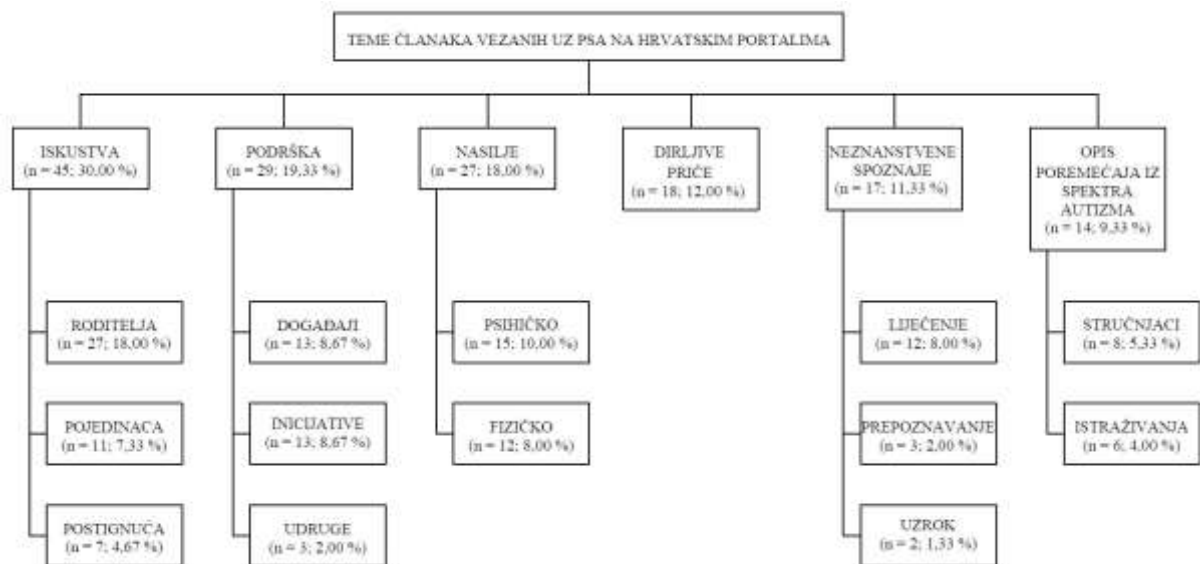 TEME ČLANAKA VEZANIH UZ PSA NA HRVATSKIM PORTALIMA
ISKUSTVA
(n = 45; 30,00 %)
RODITELJA
(n = 27; 18,00 %)
POJEDINACA
(n = 11; 7,33 %)
POSTIGNUĆA
(n = 7; 4,67 %)
PODRŠKA
(n = 29; 19,33 %)
DOGAĐAJI
(n = 13; 8,67 %)
INICIJATIVE
(n = 13; 8,67 %)
UDRUGE
(n = 3; 2,00 %)
NASILJE
(n = 27; 18,00 %)
PSIHIČKO
(n = 15; 10,00 %)
FIZIČKO
(n = 12; 8,00 %)
DIRLJIVE
PRIČE
(n = 18; 12,00 %)
NEZNANSTVENE
SPOZNAJE
(n = 17; 11,33 %)
LIJEČENJE
(n = 12; 8,00 %)
PREPOZNAVANJE
(n = 3; 2,00 %)
UZROK
(n = 2; 1,33 %)
OPIS
POREMEĆAJA IZ
SPEKTRA
AUTIZMA
(n = 14; 9,33 %)
STRUČNJACI
(n = 8; 5,33 %)
ISTRAŽIVANJA
(n = 6; 4,00 %)